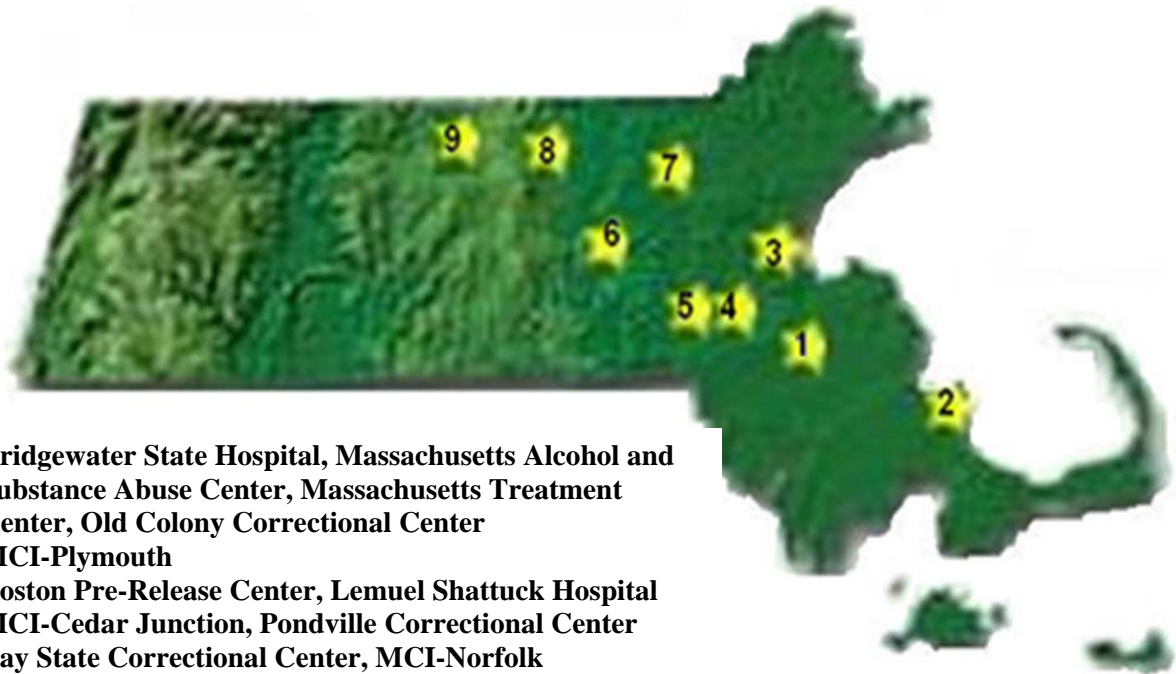 9
8
7
6
3
5 4
1
2
ridgewater State Hospital, Massachusetts Alcohol and
ubstance Abuse Center, Massachusetts Treatment
enter, Old Colony Correctional Center
MCI-Plymouth
oston Pre-Release Center, Lemuel Shattuck Hospital
MCI-Cedar Junction, Pondville Correctional Center
ay State Correctional Center, MCI-Norfolk